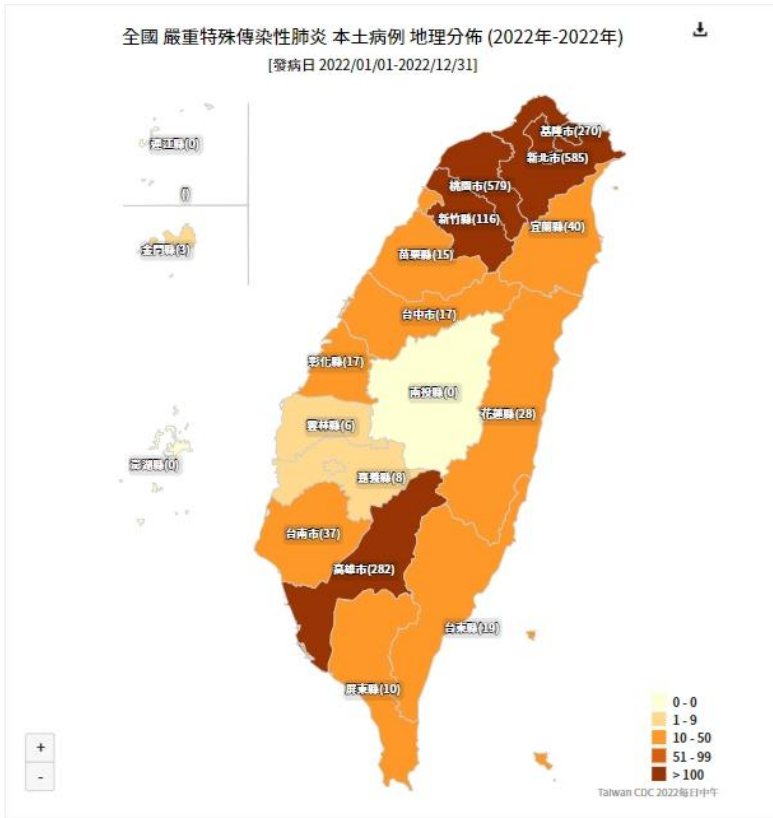 全國 嚴重特殊傳染性肺炎 本土病例 地理分佈 (2022年-2022年)
[發病日 2022/01/01-2022/12/31]
基隆市(270)
連江縣(0)
新北市(585)
桃園市(579)
()
新竹縣(116)
宜蘭縣(40)
金門縣(3)
苗栗縣(15)
台中市(17)
彰化縣(17)
南投縣(0)
花蓮縣(28)
雲林縣(6)
澎湖縣(0)
嘉義縣(8)
台南市(37)
高雄市(282)
台東縣(19)
屏東縣(10)
0 - 0
1 - 9
10 - 50
51 - 99
> 100
+
-
Taiwan CDC 2022每日中午